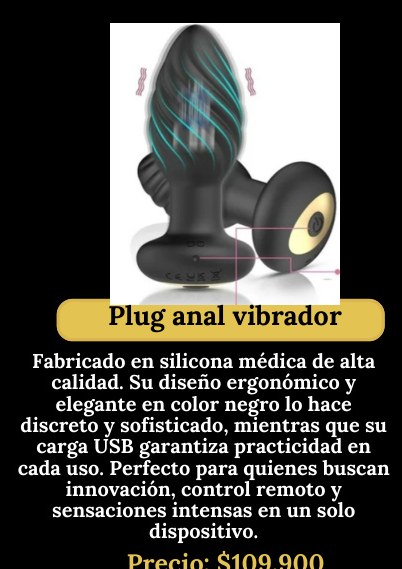 Plug anal vibrador
Fabricado en silicona médica de alta
calidad. Su diseño ergonómico y
elegante en color negro lo hace
discreto y sofisticado, mientras que su
carga USB garantiza practicidad en
cada uso. Perfecto para quienes buscan
innovación, control remoto y
sensaciones intensas en un solo
dispositivo.
Precio: $109.900